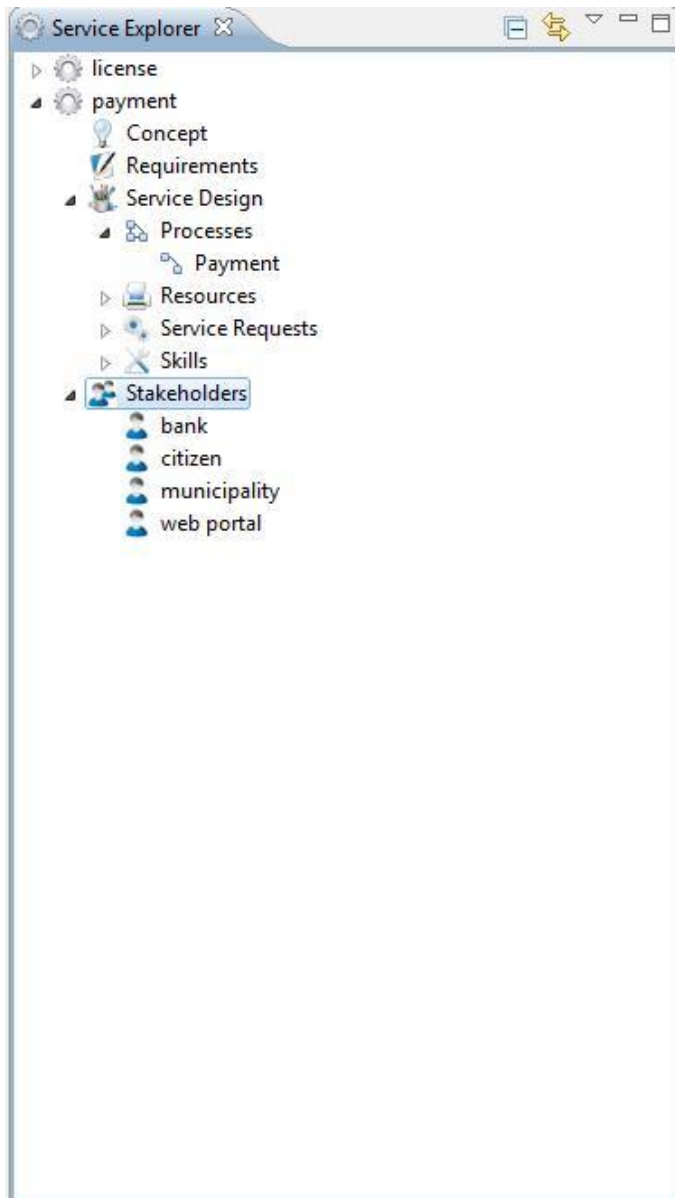 Service Explorer
license
payment
Concept
Requirements
Service Design
Processes
Payment
Resources
Service Requests
Skills
Stakeholders
bank
citizen
municipality
web portal